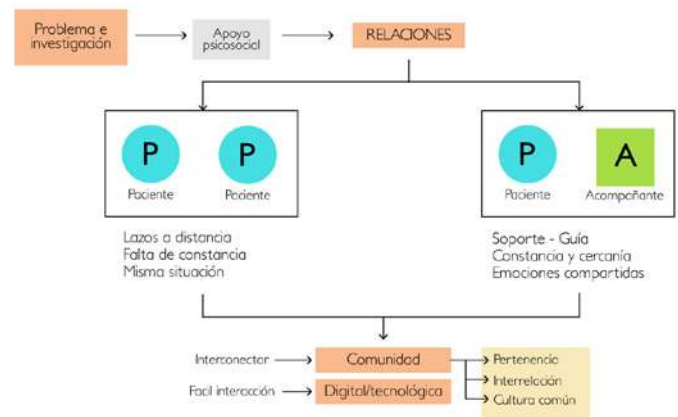 Problema e
investigación
Apoyo
psicosocial
RELACIONES
P
Paciente
P
Paciente
P
Paciente
A
Acompañante
Lazos a distancia
Falta de constancia
Misma situación
Soporte - Guía
Constancia y cercanía
Emociones compartidas
Interconectar
Comunidad
Pertenencia
Interrelación
Cultura común
Facil interacción
Digital/tecnológica